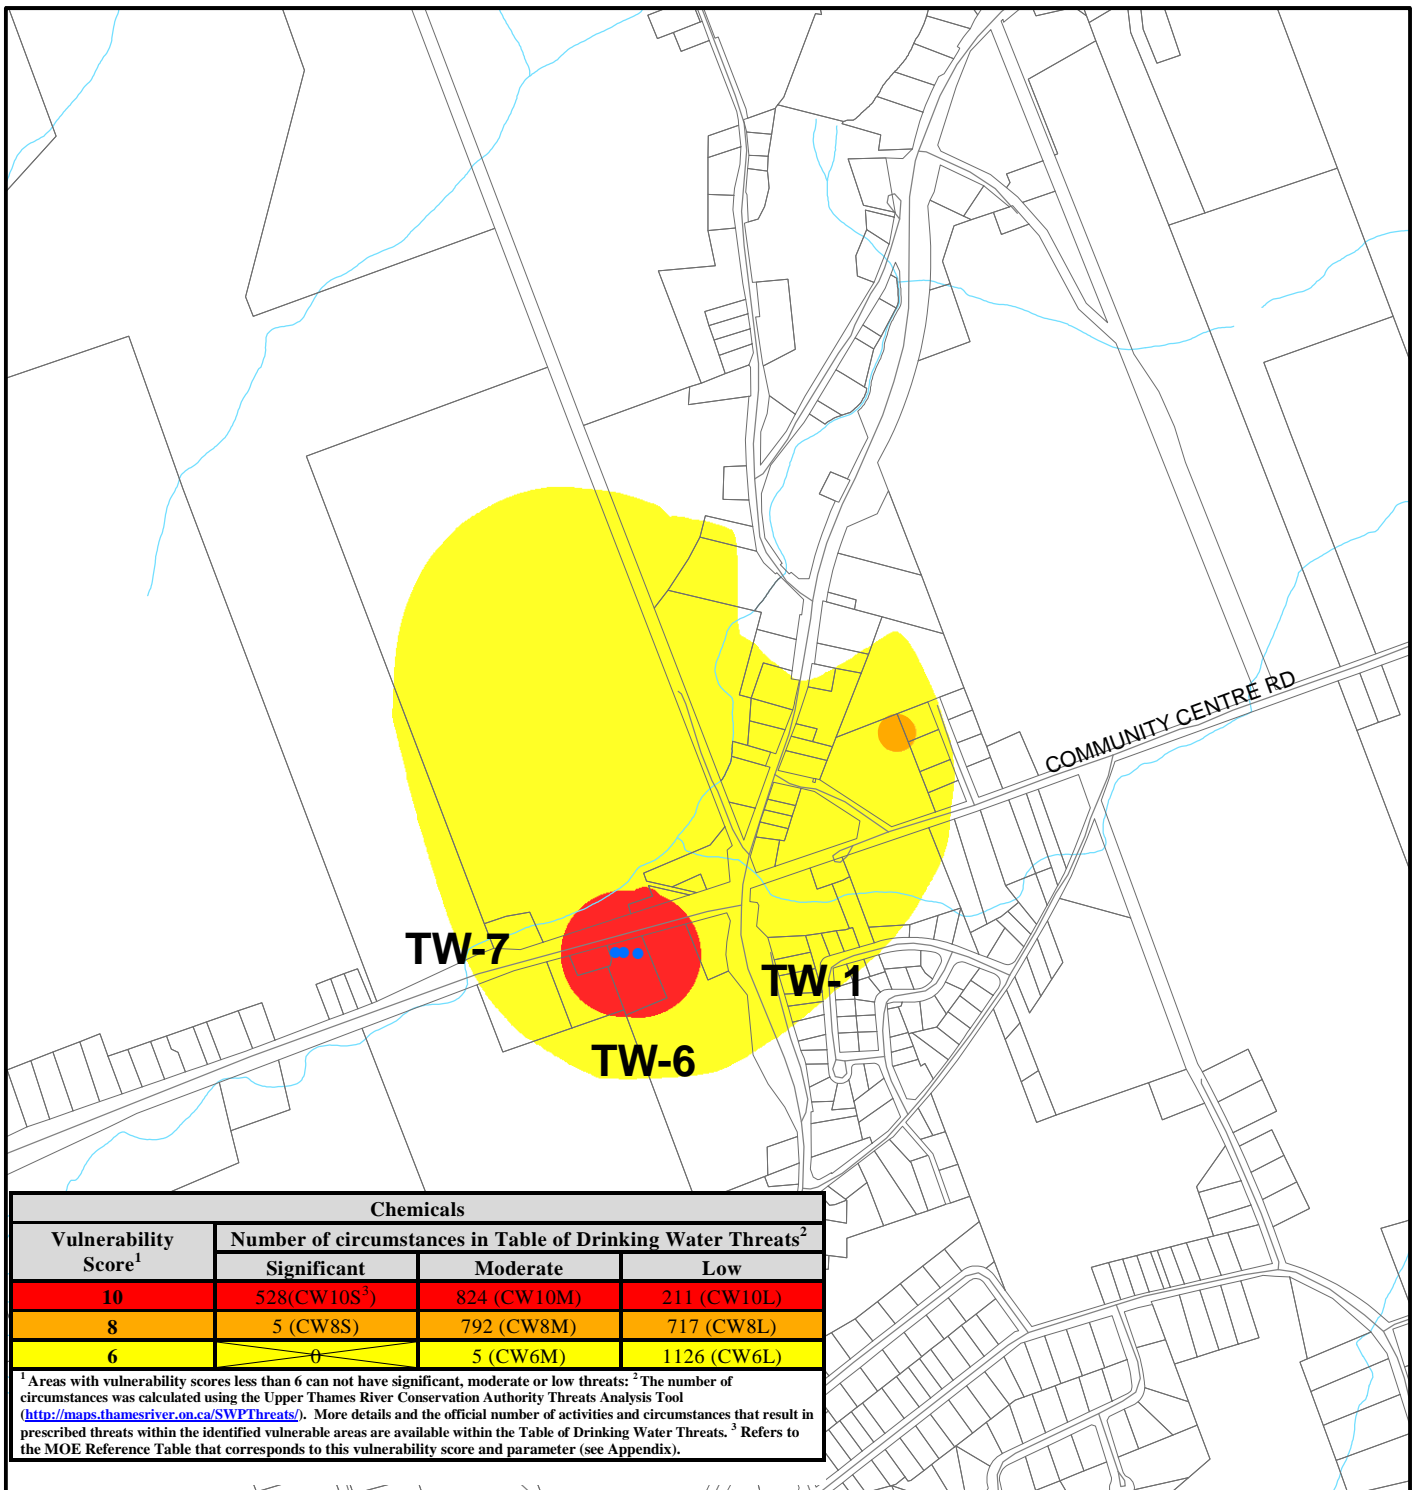 COMMUNITY CENTRE RD
TW-7
TW-1
TW-6
Chemicals
Vulnerability Score¹
Number of circumstances in Table of Drinking Water Threats²
Significant Moderate Low
10 528(CW10S³) 824 (CW10M) 211 (CW10L)
8 5 (CW8S) 792 (CW8M) 717 (CW8L)
6 0 5 (CW6M) 1126 (CW6L)
¹ Areas with vulnerability scores less than 6 can not have significant, moderate or low threats: ² The number of
circumstances was calculated using the Upper Thames River Conservation Authority Threats Analysis Tool
(http://maps.thamesriver.on.ca/SWPThreats/). More details and the official number of activities and circumstances that result in
prescribed threats within the identified vulnerable areas are available within the Table of Drinking Water Threats. ³ Refers to
the MOE Reference Table that corresponds to this vulnerability score and parameter (see Appendix).